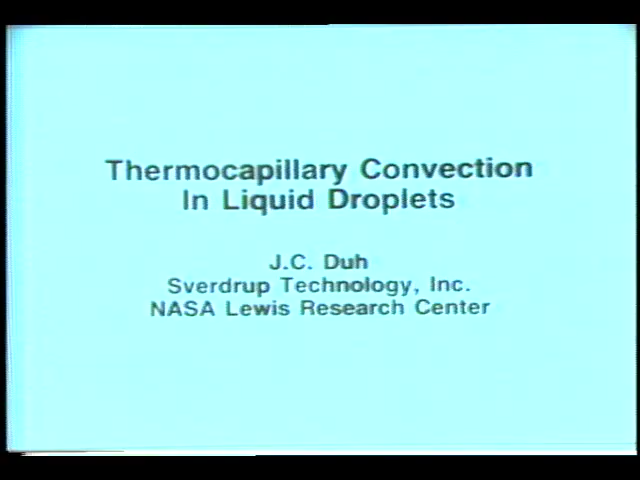 Thermocapillary Convection
In Liquid Droplets
J.C. Duh
Sverdrup Technology, Inc.
NASA Lewis Research Center